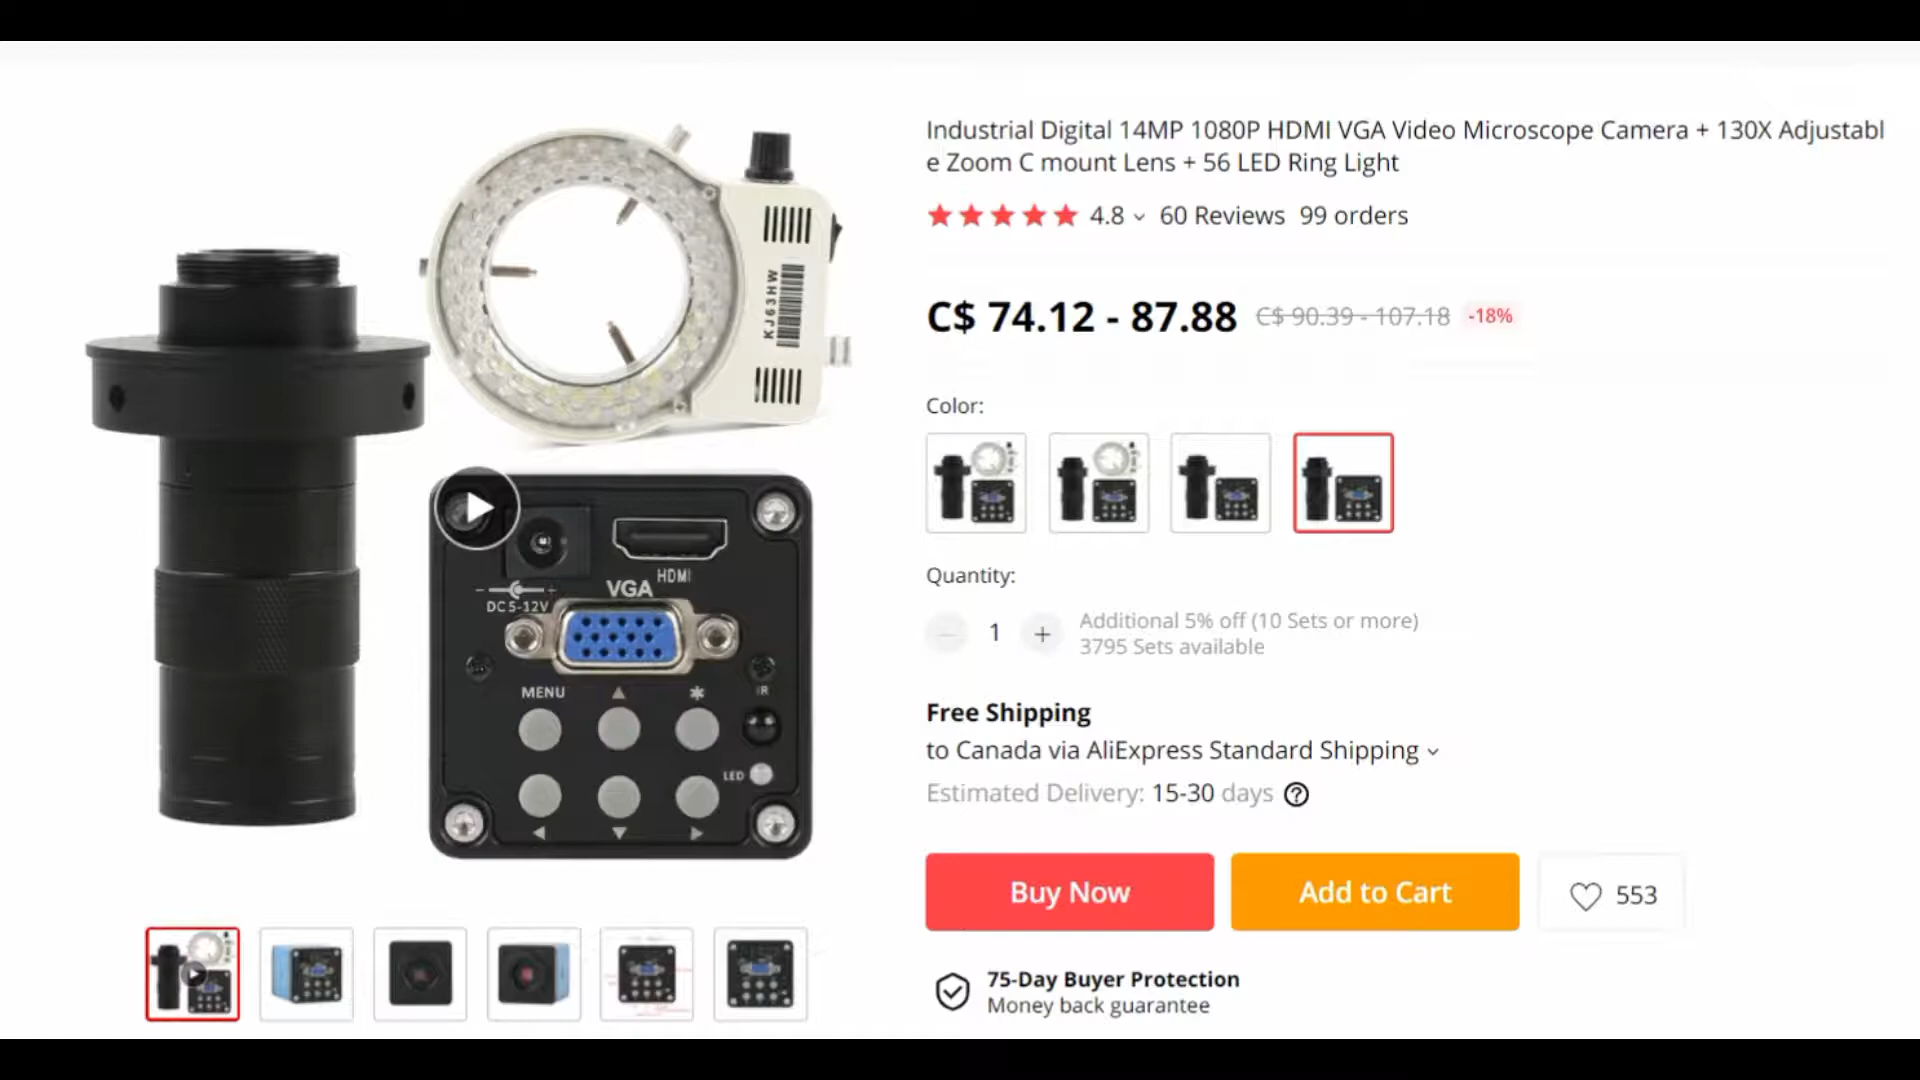 Industrial Digital 14MP 1080P HDMI VGA Video Microscope Camera + 130X Adjustabl
e Zoom C mount Lens + 56 LED Ring Light
4.8 60 Reviews 99 orders
C$ 74.12 - 87.88 C$ 90.39 - 107.18 -18%
Color:
Quantity:
1 + Additional 5% off (10 Sets or more)
3795 Sets available
Free Shipping
to Canada via AliExpress Standard Shipping
Estimated Delivery: 15-30 days ?
Buy Now Add to Cart 553
75-Day Buyer Protection
Money back guarantee
KJ63HW
HDMI
VGA
DC 5-12V
MENU
IR
LED